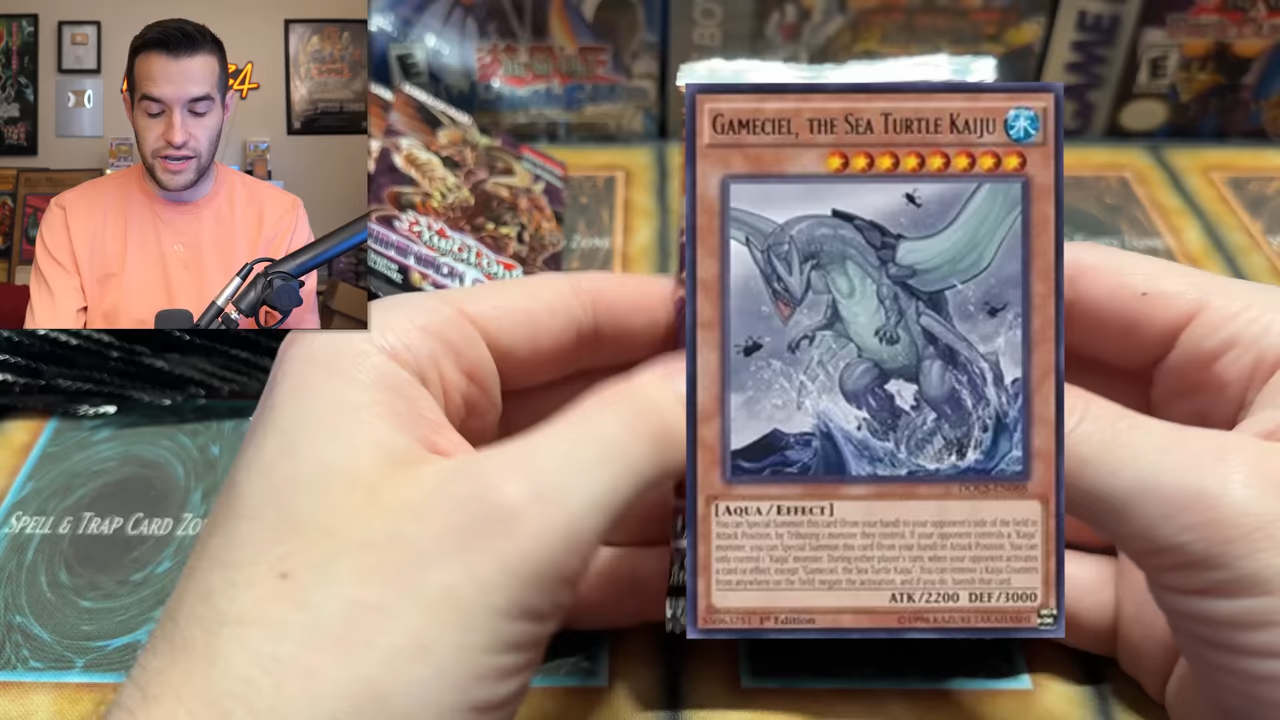 GAMECIEL, THE SEA TURTLE KAIJU
DOCS-EN088
[AQUA/EFFECT]
You can Special Summon this card (from your hand) to your opponent's side of the field in
Attack Position, by Tributing 1 monster they control. If your opponent controls a "Kaiju"
monster, you can Special Summon this card (from your hand) in Attack Position. You can
only control 1 "Kaiju" monster. During either player's turn, when your opponent activates
a card or effect, except "Gameciel, the Sea Turtle Kaiju": You can remove 2 Kaiju Counters
from anywhere on the field; negate the activation, and if you do, banish that card.
ATK/2200 DEF/3000
55063751 1st Edition
©1996 KAZUKI TAKAHASHI
SPELL & TRAP CARD ZO
ZONE
GAME
E
E